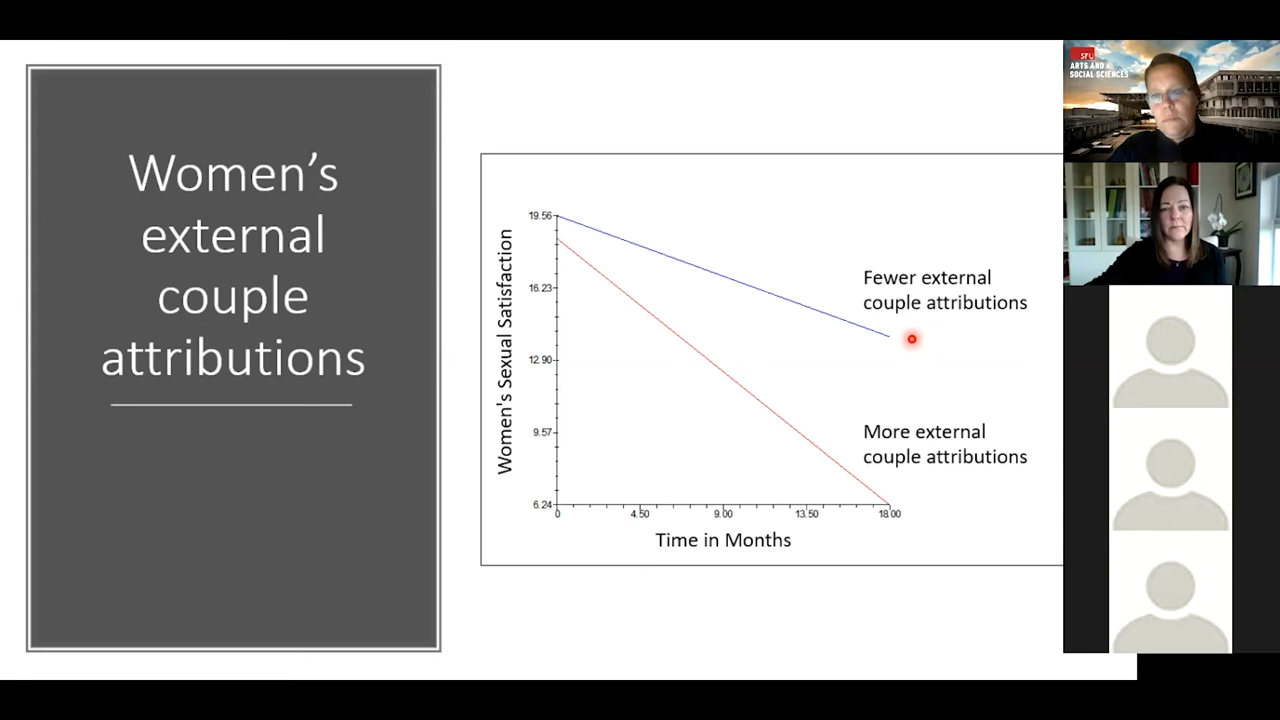 Women’s
external
couple
attributions
Women's Sexual Satisfaction
19.56
16.23
12.90
9.57
6.24
0
4.50
9.00
13.50
18.00
Time in Months
Fewer external
couple attributions
More external
couple attributions
SFU
ARTS AND
SOCIAL SCIENCES